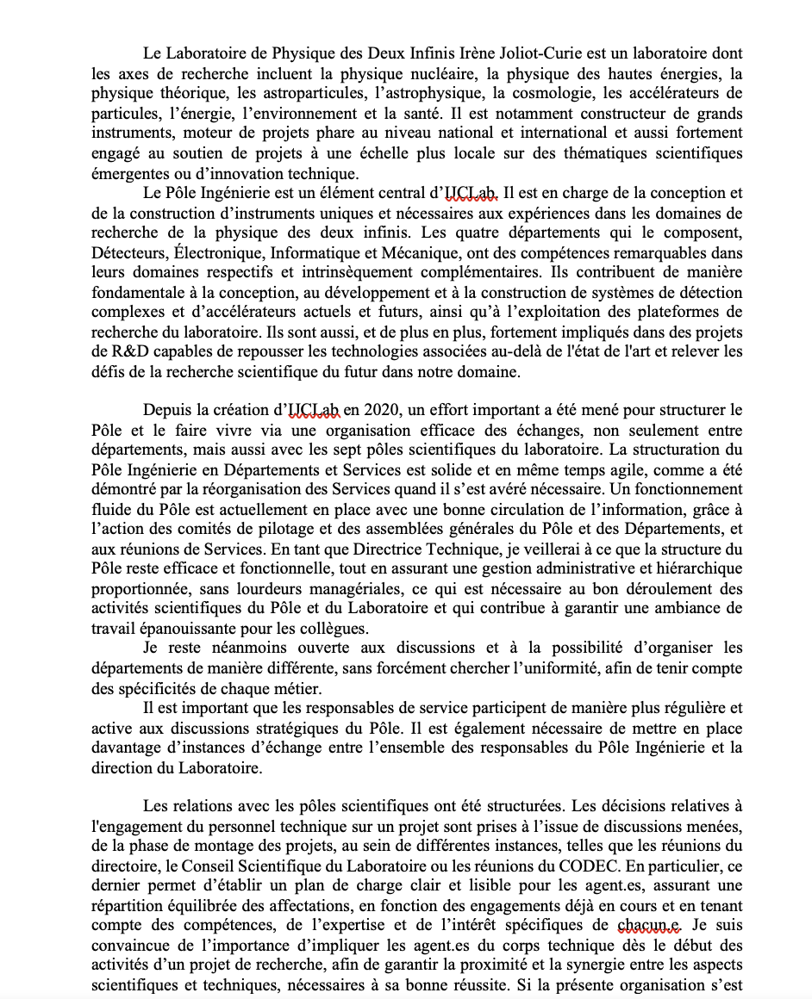 Le Laboratoire de Physique des Deux Infinis Irène Joliot-Curie est un laboratoire dont
les axes de recherche incluent la physique nucléaire, la physique des hautes énergies, la
physique théorique, les astroparticules, l’astrophysique, la cosmologie, les accélérateurs de
particules, l’énergie, l’environnement et la santé. Il est notamment constructeur de grands
instruments, moteur de projets phare au niveau national et international et aussi fortement
engagé au soutien de projets à une échelle plus locale sur des thématiques scientifiques
émergentes ou d’innovation technique.
Le Pôle Ingénierie est un élément central d’IJCLab. Il est en charge de la conception et
de la construction d’instruments uniques et nécessaires aux expériences dans les domaines de
recherche de la physique des deux infinis. Les quatre départements qui le composent,
Détecteurs, Électronique, Informatique et Mécanique, ont des compétences remarquables dans
leurs domaines respectifs et intrinsèquement complémentaires. Ils contribuent de manière
fondamentale à la conception, au développement et à la construction de systèmes de détection
complexes et d’accélérateurs actuels et futurs, ainsi qu’à l’exploitation des plateformes de
recherche du laboratoire. Ils sont aussi, et de plus en plus, fortement impliqués dans des projets
de R&D capables de repousser les technologies associées au-delà de l'état de l'art et relever les
défis de la recherche scientifique du futur dans notre domaine.
Depuis la création d’IJCLab en 2020, un effort important a été mené pour structurer le
Pôle et le faire vivre via une organisation efficace des échanges, non seulement entre
départements, mais aussi avec les sept pôles scientifiques du laboratoire. La structuration du
Pôle Ingénierie en Départements et Services est solide et en même temps agile, comme a été
démontré par la réorganisation des Services quand il s’est avéré nécessaire. Un fonctionnement
fluide du Pôle est actuellement en place avec une bonne circulation de l’information, grâce à
l’action des comités de pilotage et des assemblées générales du Pôle et des Départements, et
aux réunions de Services. En tant que Directrice Technique, je veillerai à ce que la structure du
Pôle reste efficace et fonctionnelle, tout en assurant une gestion administrative et hiérarchique
proportionnée, sans lourdeurs managériales, ce qui est nécessaire au bon déroulement des
activités scientifiques du Pôle et du Laboratoire et qui contribue à garantir une ambiance de
travail épanouissante pour les collègues.
Je reste néanmoins ouverte aux discussions et à la possibilité d’organiser les
départements de manière différente, sans forcément chercher l’uniformité, afin de tenir compte
des spécificités de chaque métier.
Il est important que les responsables de service participent de manière plus régulière et
active aux discussions stratégiques du Pôle. Il est également nécessaire de mettre en place
davantage d’instances d’échange entre l’ensemble des responsables du Pôle Ingénierie et la
direction du Laboratoire.
Les relations avec les pôles scientifiques ont été structurées. Les décisions relatives à
l'engagement du personnel technique sur un projet sont prises à l’issue de discussions menées,
de la phase de montage des projets, au sein de différentes instances, telles que les réunions du
directoire, le Conseil Scientifique du Laboratoire ou les réunions du CODEC. En particulier, ce
dernier permet d’établir un plan de charge clair et lisible pour les agent.es, assurant une
répartition équilibrée des affectations, en fonction des engagements déjà en cours et en tenant
compte des compétences, de l’expertise et de l’intérêt spécifiques de chacun.e. Je suis
convaincue de l’importance d’impliquer les agent.es du corps technique dès le début des
activités d’un projet de recherche, afin de garantir la proximité et la synergie entre les aspects
scientifiques et techniques, nécessaires à sa bonne réussite. Si la présente organisation s’est